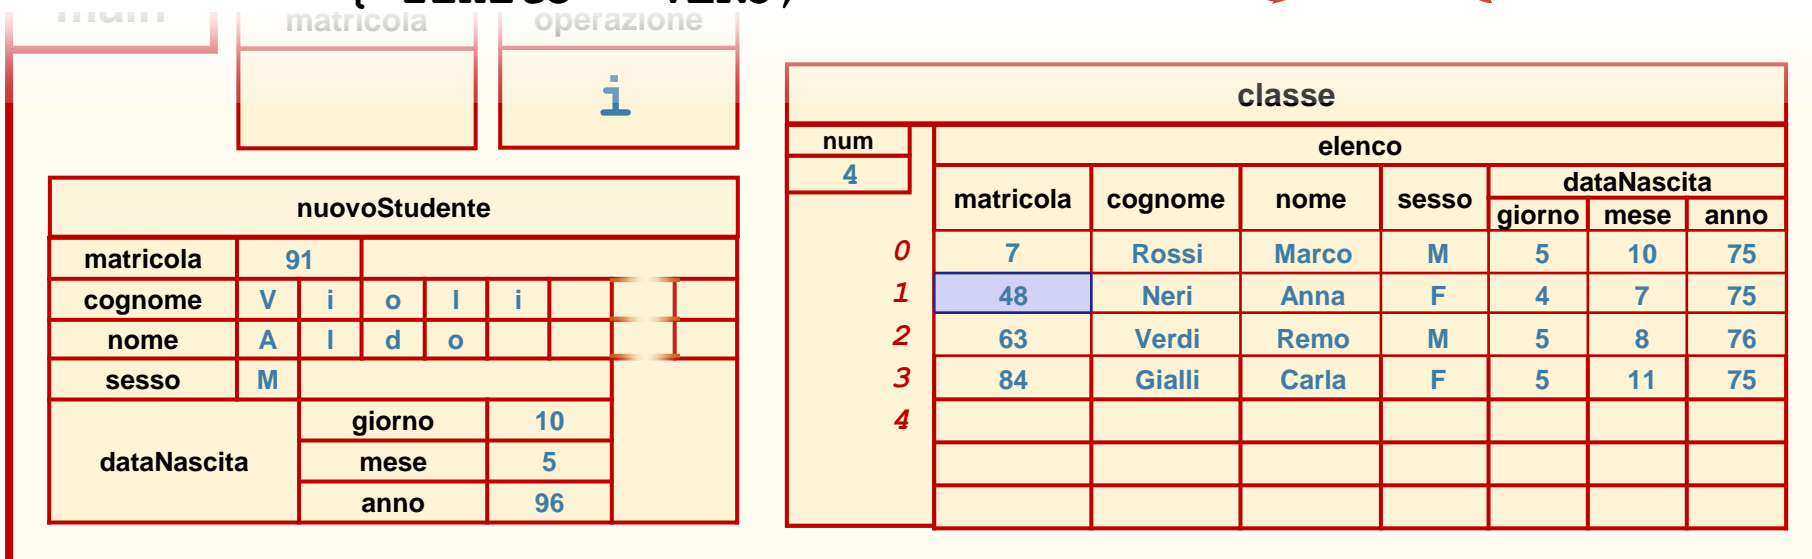 main
matricola
operazione
i
nuovoStudente
matricola 91
cognome V i o l i
nome A l d o
sesso M
dataNascita
giorno 10
mese 5
anno 96
classe
num
4
elenco
matricola cognome nome sesso dataNascita
giorno mese anno
0 7 Rossi Marco M 5 10 75
1 48 Neri Anna F 4 7 75
2 63 Verdi Remo M 5 8 76
3 84 Gialli Carla F 5 11 75
4